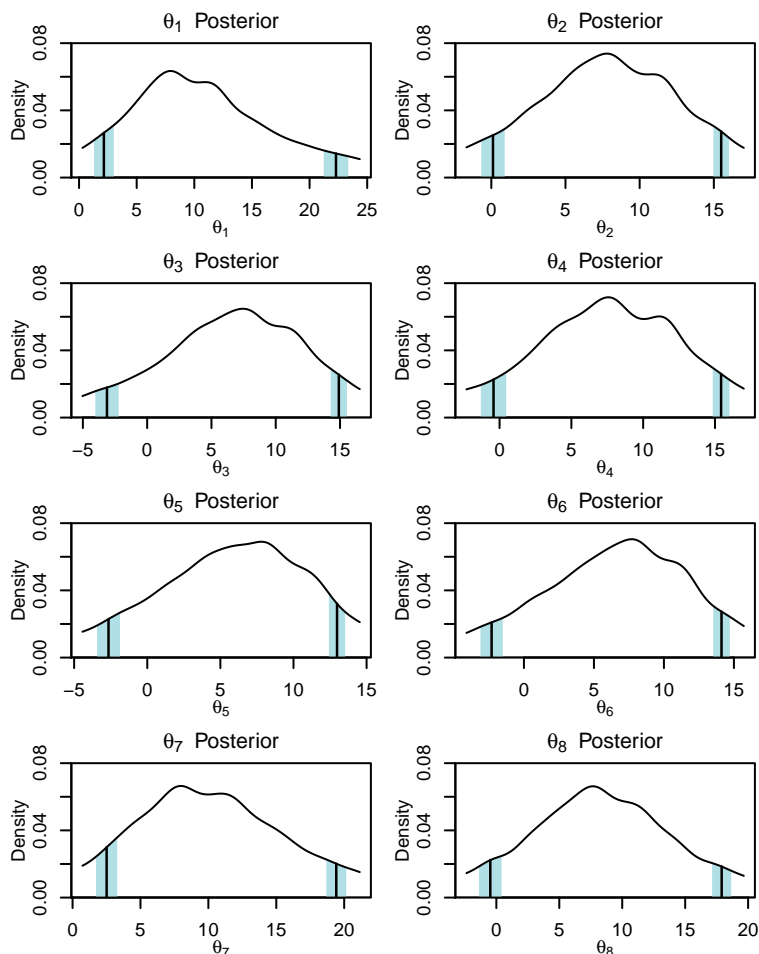 θ1 Posterior
Density
0.00 0.04 0.08
0 5 10 15 20 25
θ1
θ2 Posterior
Density
0.00 0.04 0.08
0 5 10 15
θ2
θ3 Posterior
Density
0.00 0.04 0.08
−5 0 5 10 15
θ3
θ4 Posterior
Density
0.00 0.04 0.08
0 5 10 15
θ4
θ5 Posterior
Density
0.00 0.04 0.08
−5 0 5 10 15
θ5
θ6 Posterior
Density
0.00 0.04 0.08
0 5 10 15
θ6
θ7 Posterior
Density
0.00 0.04 0.08
0 5 10 15 20
θ7
θ8 Posterior
Density
0.00 0.04 0.08
0 5 10 15 20
θ8